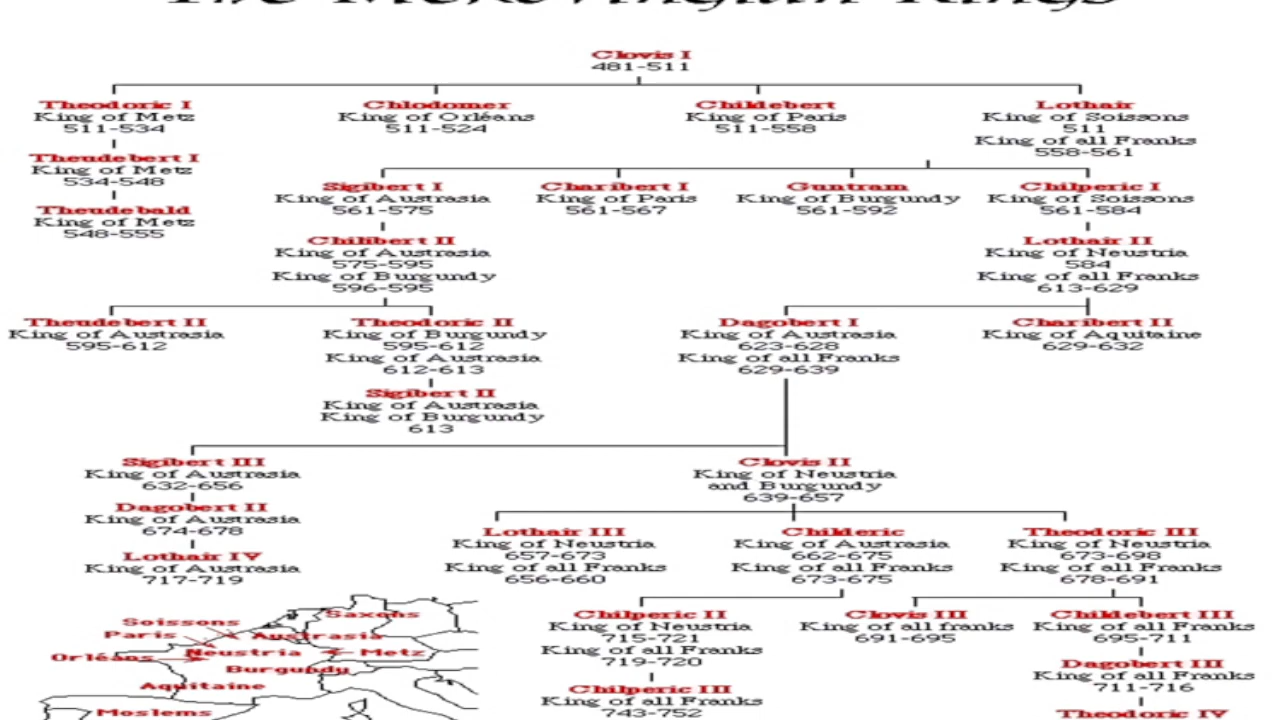 The Merovingian Kings
Clovis I
481-511
Theodoric I
King of Metz
511-534
Chlodomer
King of Orléans
511-524
Childebert
King of Paris
511-558
Lothair
King of Soissons
511
King of all Franks
558-561
Theudebert I
King of Metz
534-548
Theudebald
King of Metz
548-555
Sigibert I
King of Austrasia
561-575
Charibert I
King of Paris
561-567
Guntram
King of Burgundy
561-592
Chilperic I
King of Soissons
561-584
Chilibert II
King of Austrasia
575-595
King of Burgundy
596-595
Lothair II
King of Neustria
584
King of all Franks
613-629
Theudebert II
King of Austrasia
595-612
Theodoric II
King of Burgundy
595-612
King of Austrasia
612-613
Dagobert I
King of Austrasia
623-628
King of all Franks
629-639
Charibert II
King of Aquitaine
629-632
Sigibert II
King of Austrasia
King of Burgundy
613
Sigibert III
King of Austrasia
632-656
Clovis II
King of Neustria
and Burgundy
639-657
Dagobert II
King of Austrasia
674-678
Lothair IV
King of Austrasia
717-719
Lothair III
King of Neustria
657-673
King of all Franks
656-660
Childeric
King of Austrasia
662-675
King of all Franks
673-675
Theodoric III
King of Neustria
673-698
King of all Franks
678-691
Chilperic II
King of Neustria
715-721
King of all Franks
719-720
Clovis III
King of all franks
691-695
Childebert III
King of all Franks
695-711
Chilperic III
King of all Franks
743-752
Dagobert III
King of all Franks
711-716
Theodoric IV
Soissons
Saxons
Paris
Austrasia
Orléans
Neustria
Metz
Burgundy
Aquitaine
Moslems